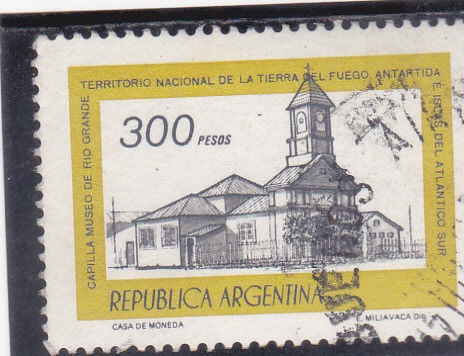 TERRITORIO NACIONAL DE LA TIERRA DEL FUEGO, ANTARTIDA
E ISLAS DEL ATLANTICO SUR
CAPILLA MUSEO DE RIO GRANDE
300 PESOS
REPUBLICA ARGENTINA
CASA DE MONEDA
E. MILIAVACA DIB.